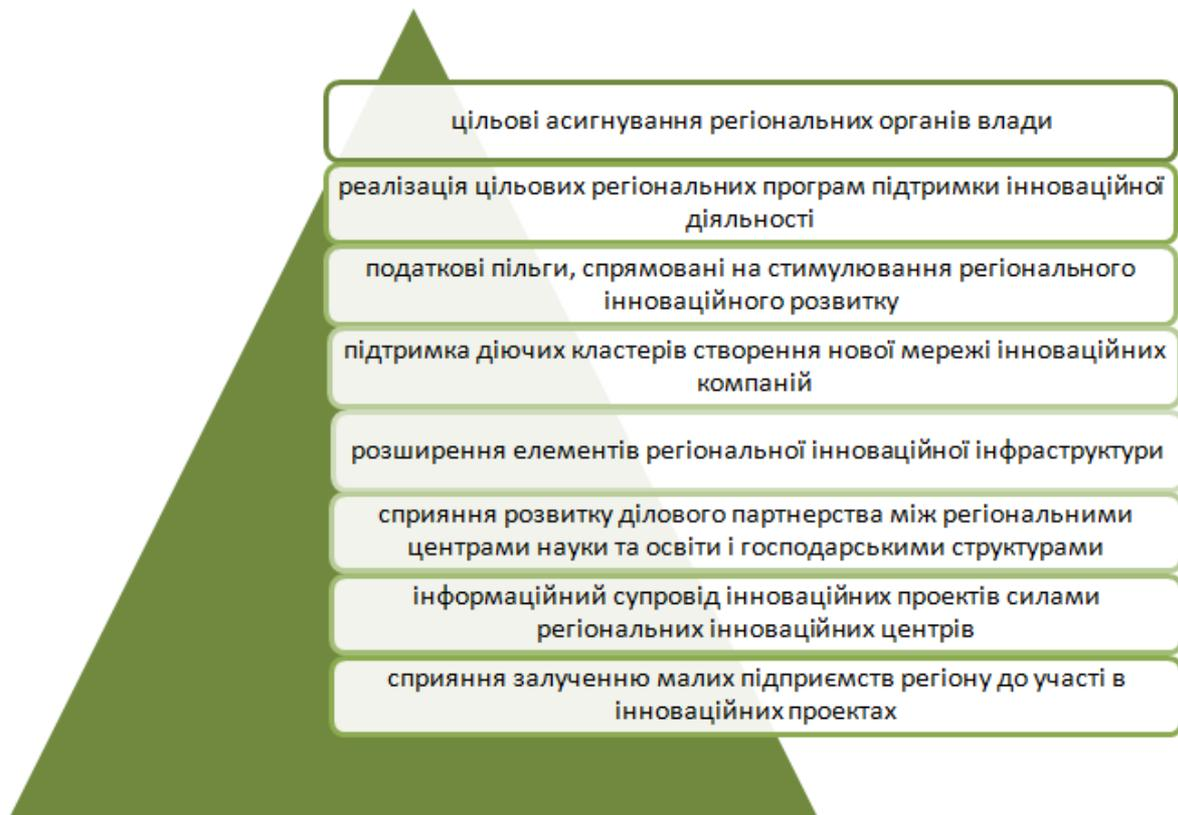 цільові асигнування регіональних органів влади
реалізація цільових регіональних програм підтримки інноваційної
діяльності
податкові пільги, спрямовані на стимулювання регіонального
інноваційного розвитку
підтримка діючих кластерів створення нової мережі інноваційних
компаній
розширення елементів регіональної інноваційної інфраструктури
сприяння розвитку ділового партнерства між регіональними
центрами науки та освіти і господарськими структурами
інформаційний супровід інноваційних проектів силами
регіональних інноваційних центрів
сприяння залученню малих підприємств регіону до участі в
інноваційних проектах